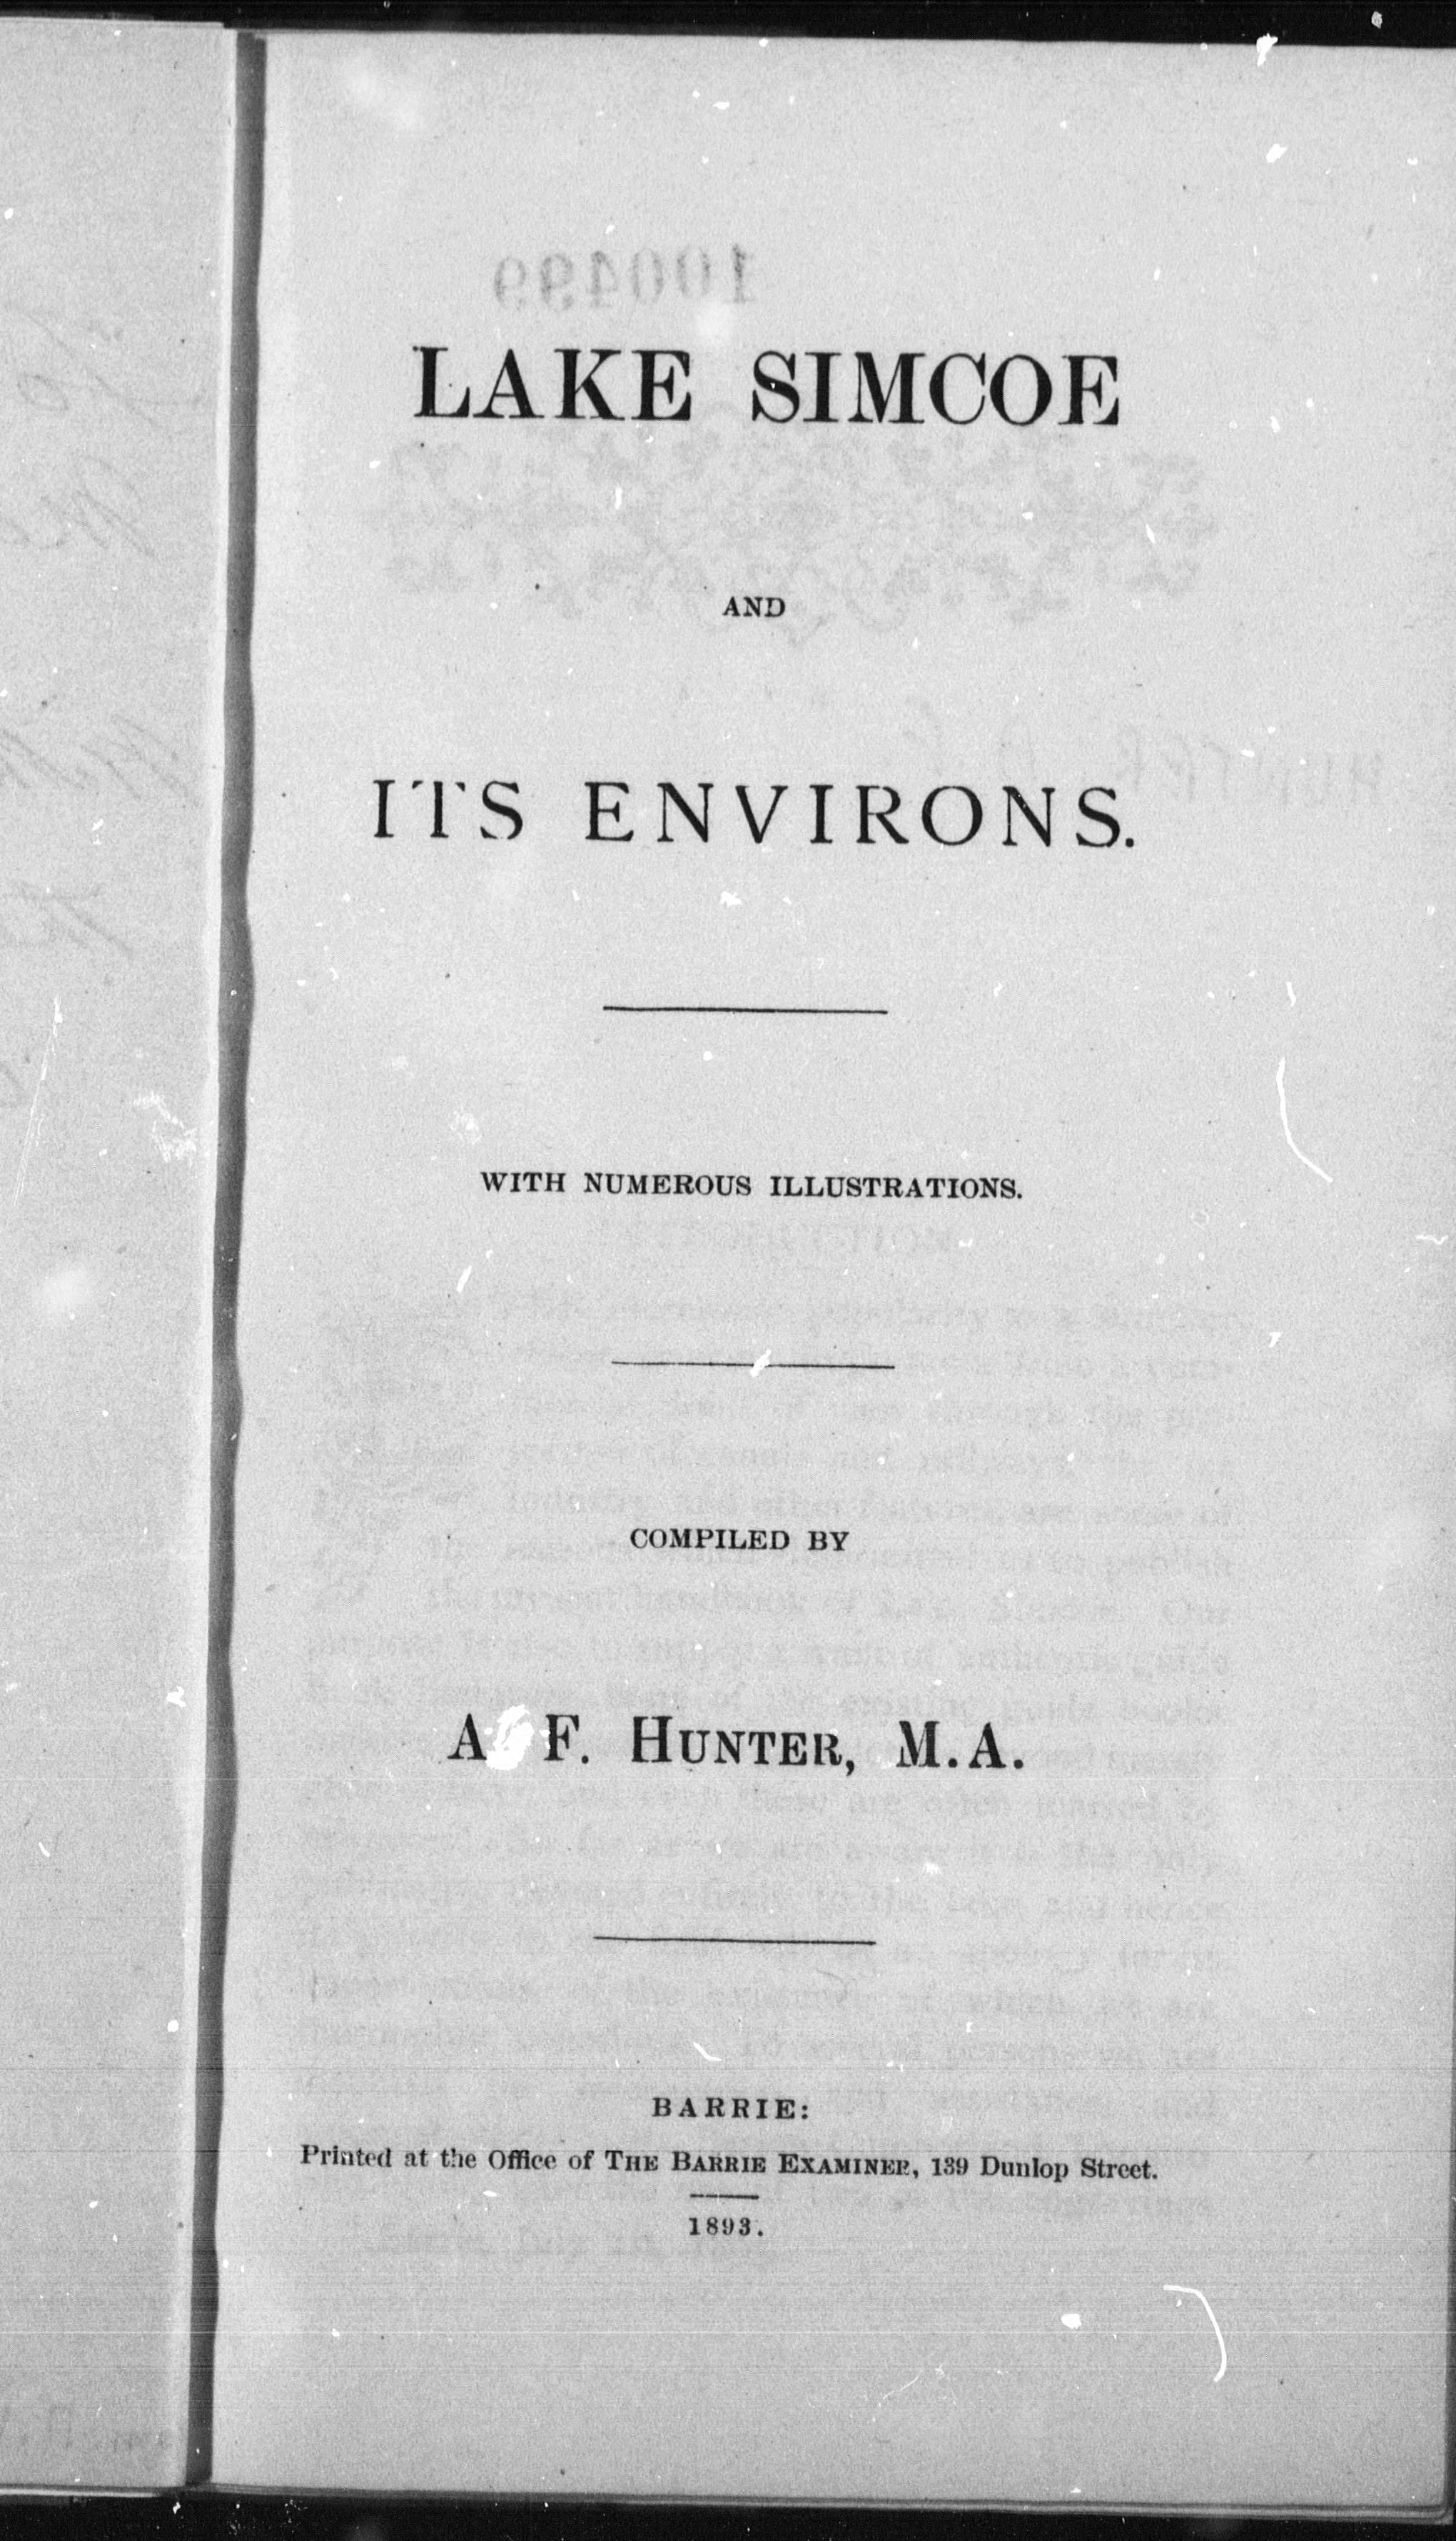 100499
LAKE SIMCOE
AND
ITS ENVIRONS.
WITH NUMEROUS ILLUSTRATIONS.
COMPILED BY
A. F. HUNTER, M.A.
BARRIE:
Printed at the Office of THE BARRIE EXAMINER, 139 Dunlop Street.
1893.